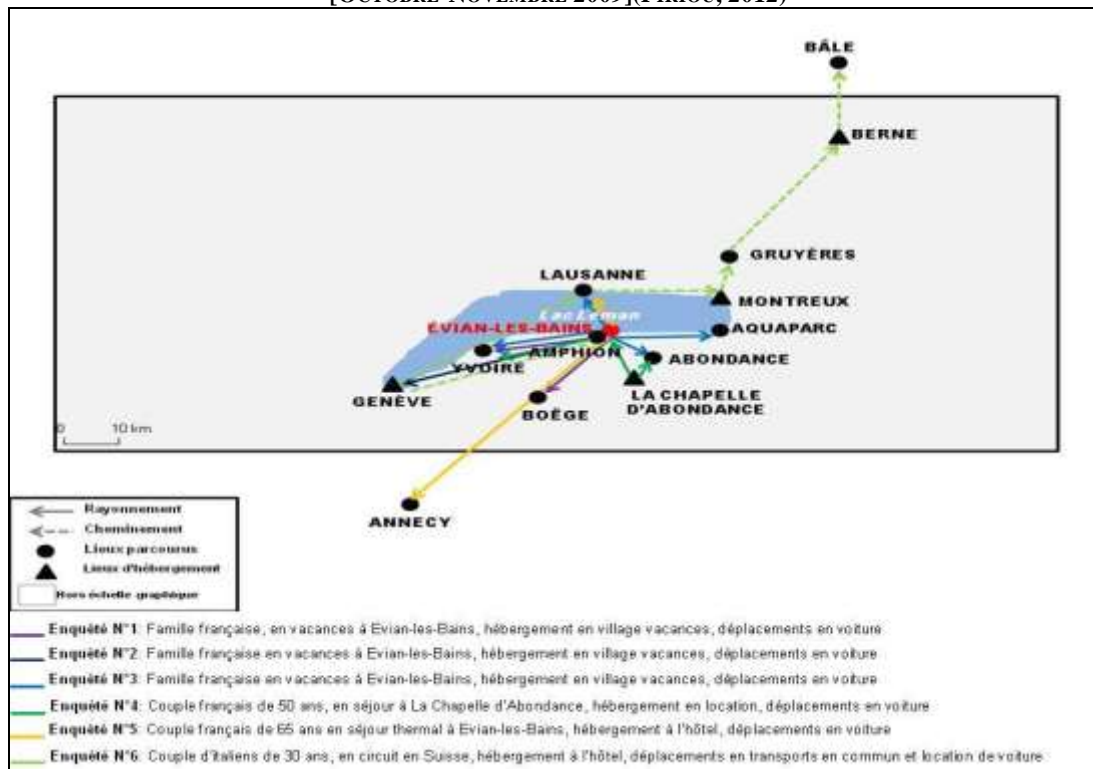 [OCTOBRE-NOVEMBRE 2009](PIRIOU, 2012)
BÂLE
BERNE
GRUYÈRES
LAUSANNE
MONTREUX
Lac Léman
ÉVIAN-LES-BAINS
AQUAPARC
AMPHION
ABONDANCE
YVOIRE
GENÈVE
LA CHAPELLE
D'ABONDANCE
BOËGE
0 10 km
ANNECY
Rayonnement
Cheminement
Lieux parcourus
Lieux d'hébergement
Hors échelle graphique
Enquêté N°1: Famille française, en vacances à Evian-les-Bains, hébergement en village vacances, déplacements en voiture
Enquêté N°2: Famille française en vacances à Evian-les-Bains, hébergement en village vacances, déplacements en voiture
Enquêté N°3: Famille française en vacances à Evian-les-Bains, hébergement en village vacances, déplacements en voiture
Enquêté N°4: Couple français de 50 ans, en séjour à La Chapelle d'Abondance, hébergement en location, déplacements en voiture
Enquêté N°5: Couple français de 65 ans en séjour thermal à Evian-les-Bains, hébergement à l'hôtel, déplacements en voiture
Enquêté N°6: Couple d'italiens de 30 ans, en circuit en Suisse, hébergement à l'hôtel, déplacements en transports en commun et location de voiture